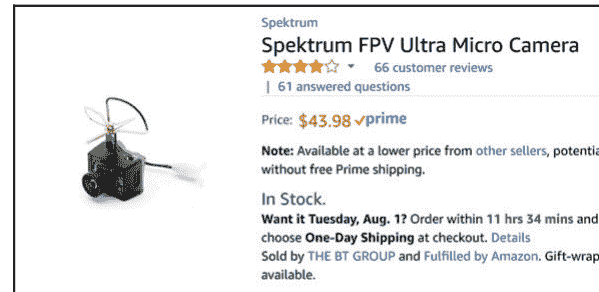 Spektrum
Spektrum FPV Ultra Micro Camera
66 customer reviews
| 61 answered questions
Price: $43.98 ✓prime
Note: Available at a lower price from other sellers, potentia
without free Prime shipping.
In Stock.
Want it Tuesday, Aug. 1? Order within 11 hrs 34 mins and
choose One-Day Shipping at checkout. Details
Sold by THE BT GROUP and Fulfilled by Amazon. Gift-wrap
available.